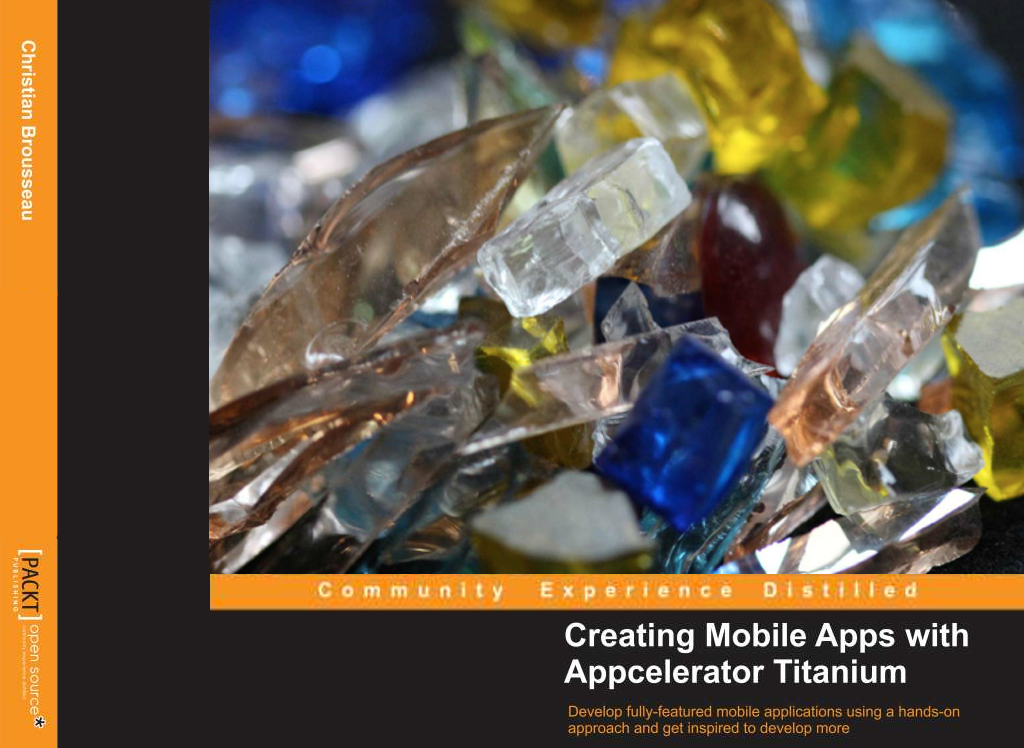 Christian Brousseau
[PACKT]
PUBLISHING
open source*
Community Experience Distilled
Creating Mobile Apps with
Appcelerator Titanium
Develop fully-featured mobile applications using a hands-on
approach and get inspired to develop more